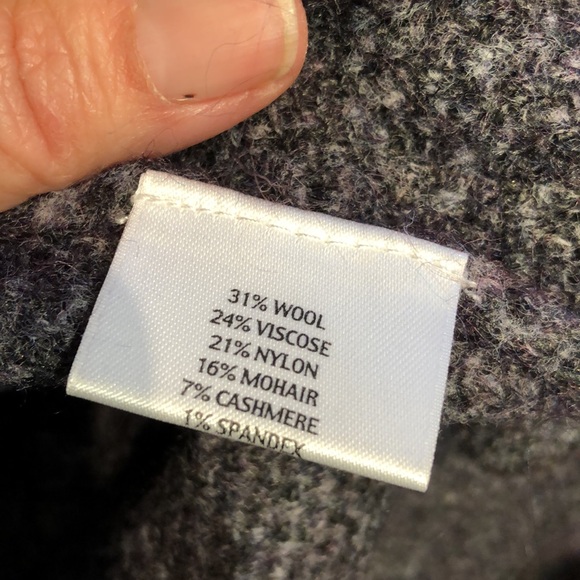 31% WOOL
24% VISCOSE
21% NYLON
16% MOHAIR
7% CASHMERE
1% SPANDEX